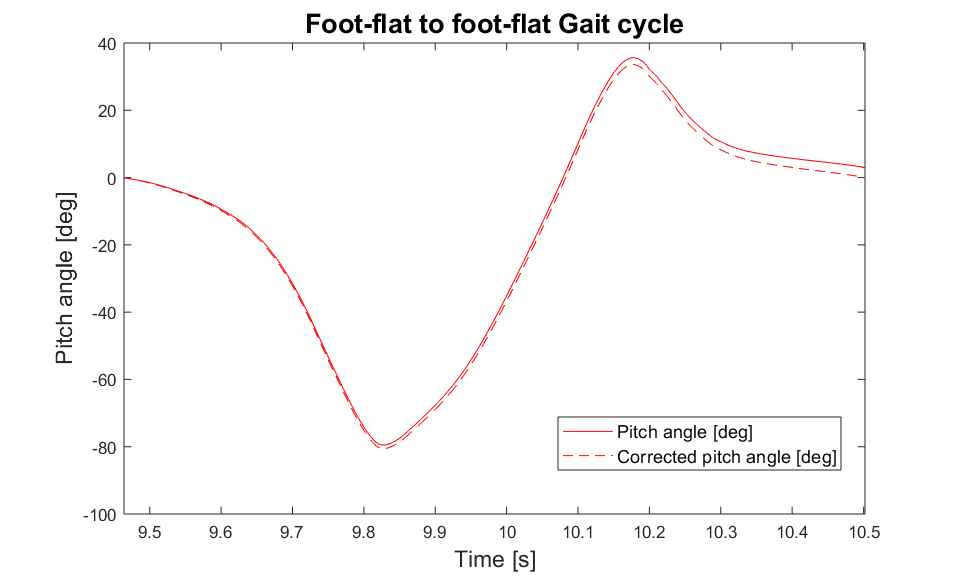 Foot-flat to foot-flat Gait cycle
40
20
0
-20
-40
-60
-80
-100
Pitch angle [deg]
Pitch angle [deg]
Corrected pitch angle [deg]
9.5 9.6 9.7 9.8 9.9 10 10.1 10.2 10.3 10.4 10.5
Time [s]